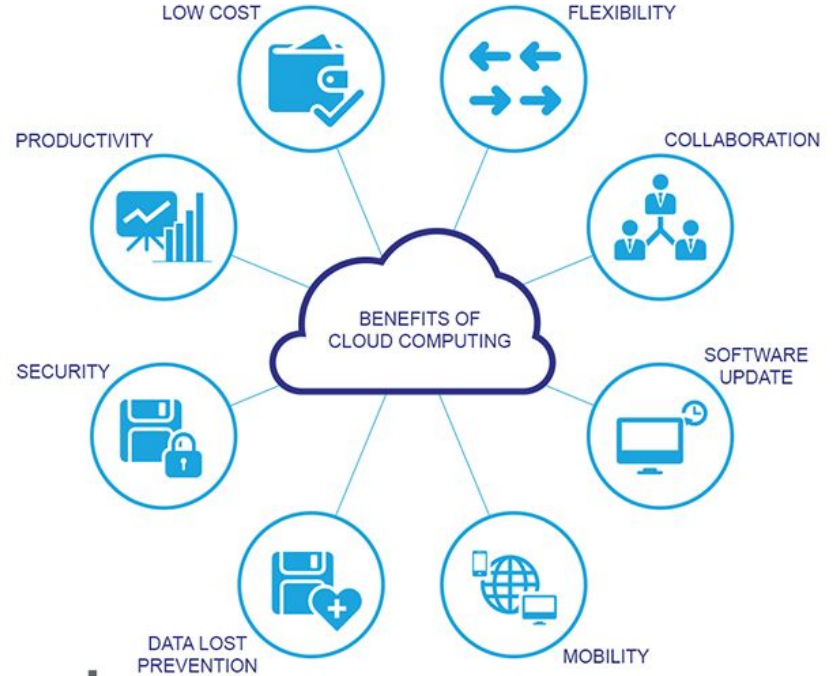 LOW COST
FLEXIBILITY
PRODUCTIVITY
COLLABORATION
BENEFITS OF
CLOUD COMPUTING
SECURITY
SOFTWARE
UPDATE
DATA LOST
PREVENTION
MOBILITY